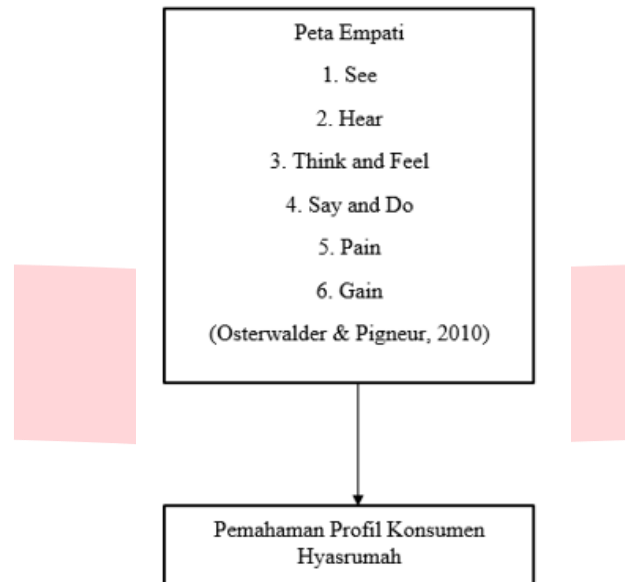 Peta Empati
1. See
2. Hear
3. Think and Feel
4. Say and Do
5. Pain
6. Gain
(Osterwalder & Pigneur, 2010)
Pemahaman Profil Konsumen
Hyasrumah